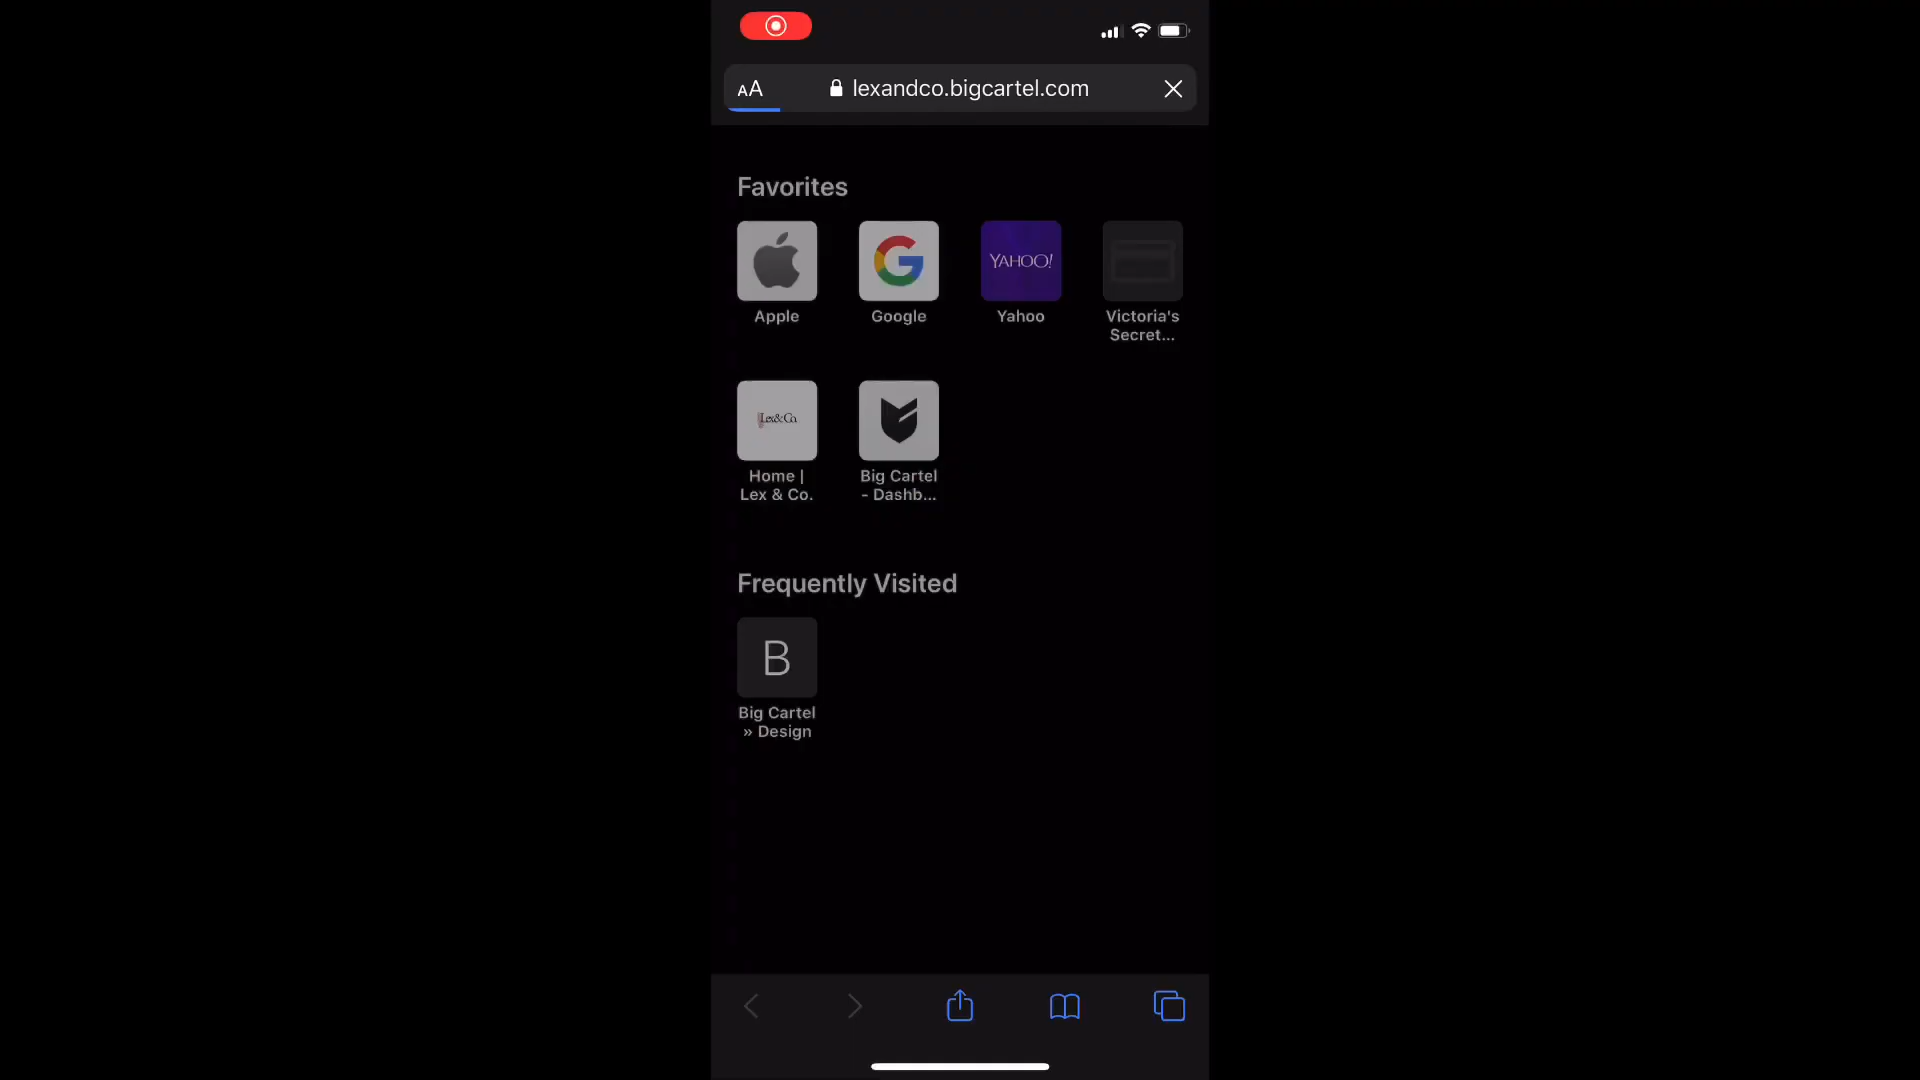 AA
lexandco.bigcartel.com
Favorites
YAHOO!
Apple
Google
Yahoo
Victoria's
Secret...
Lex&Co.
Home |
Lex & Co.
Big Cartel
- Dashb...
Frequently Visited
B
Big Cartel
» Design